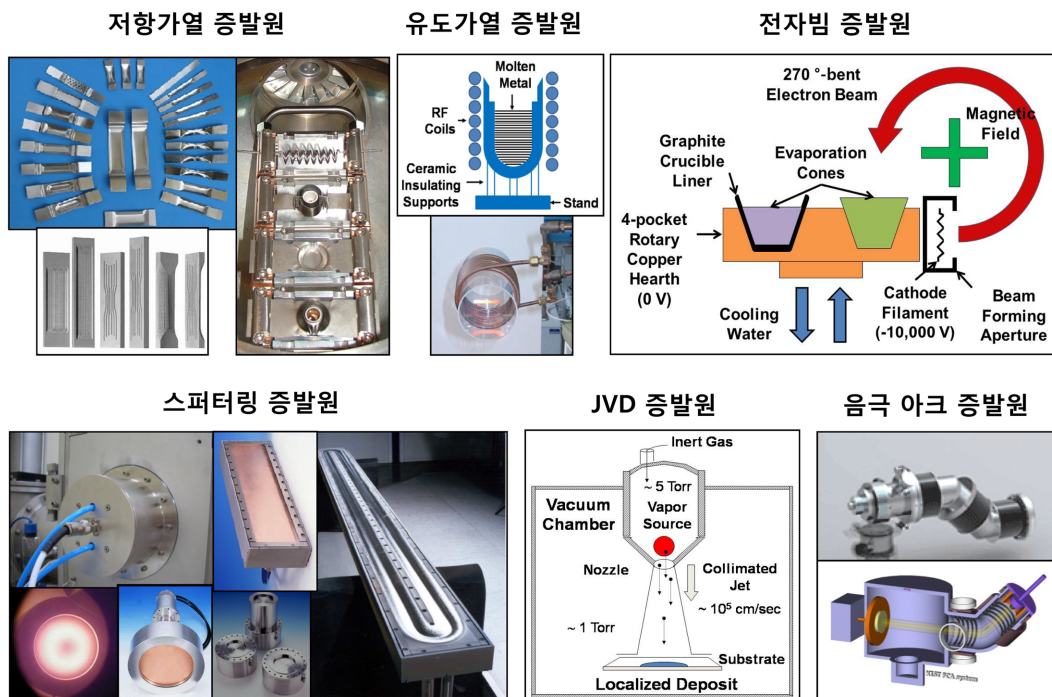 저항가열 증발원
유도가열 증발원
전자빔 증발원
Molten
Metal
RF
Coils
Ceramic
Insulating
Supports
Stand
270 °-bent
Electron Beam
Magnetic
Field
Graphite
Crucible
Liner
Evaporation
Cones
4-pocket
Rotary
Copper
Hearth
(0 V)
Cooling
Water
Cathode
Filament
(-10,000 V)
Beam
Forming
Aperture
스퍼터링 증발원
JVD 증발원
음극 아크 증발원
Inert Gas
~ 5 Torr
Vacuum
Chamber
Vapor
Source
Nozzle
Collimated
Jet
~ 10⁵ cm/sec
~ 1 Torr
Substrate
Localized Deposit